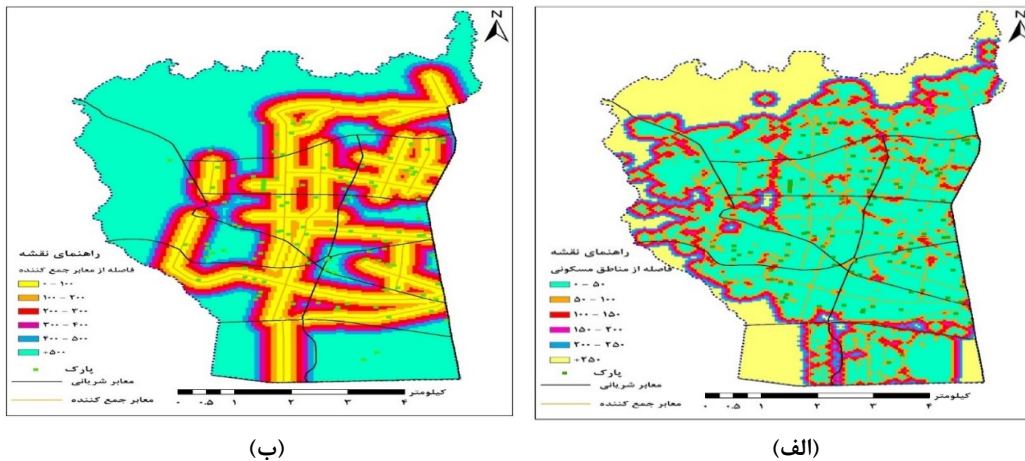 N
راهنمای نقشه
فاصله از مناطق مسکونی
۰ – ۵۰
۵۰ – ۱۰۰
۱۰۰ – ۱۵۰
۱۵۰ – ۲۰۰
۲۰۰ – ۲۵۰
+۲۵۰
پارک
معابر شریانی
معابر جمع کننده
کیلومتر
۰ ۰.۵ ۱ ۲ ۳ ۴
(الف)
N
راهنمای نقشه
فاصله از معابر جمع کننده
۰ – ۱۰۰
۱۰۰ – ۲۰۰
۲۰۰ – ۳۰۰
۳۰۰ – ۴۰۰
۴۰۰ – ۵۰۰
+۵۰۰
پارک
معابر شریانی
معابر جمع کننده
کیلومتر
۰ ۰.۵ ۱ ۲ ۳ ۴
(ب)